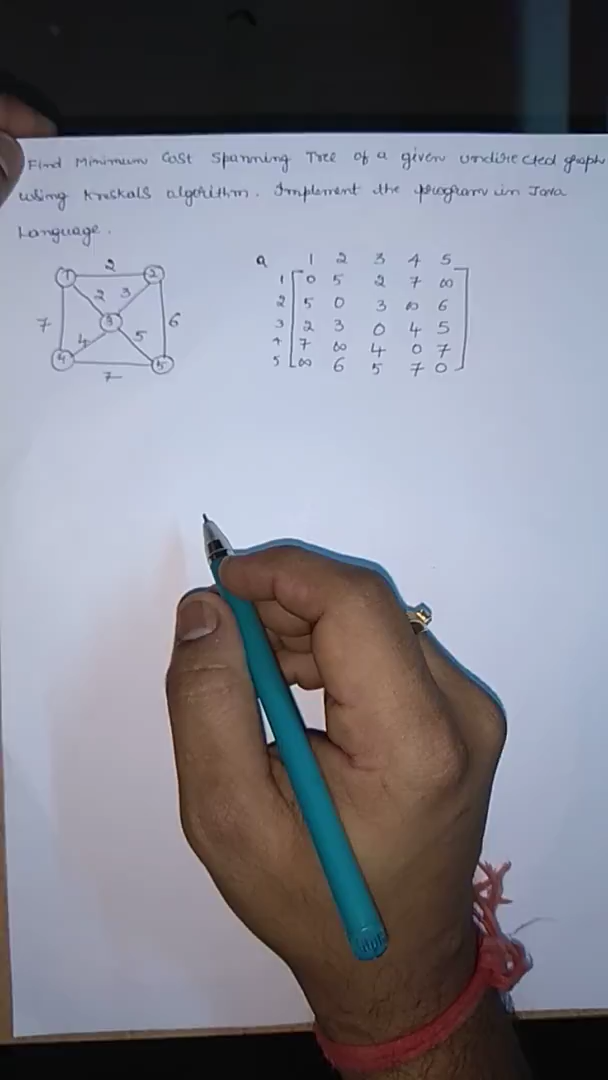 Find Minimum Cost Spanning Tree of a given undirected graph
using Kruskals algorithm. Implement the program in Java
Language.
2
1 2
2 3
7 3 6
4 5
4 5
7
a 1 2 3 4 5
1 0 5 2 7 ∞
2 5 0 3 ∞ 6
3 2 3 0 4 5
4 7 ∞ 4 0 7
5 ∞ 6 5 7 0